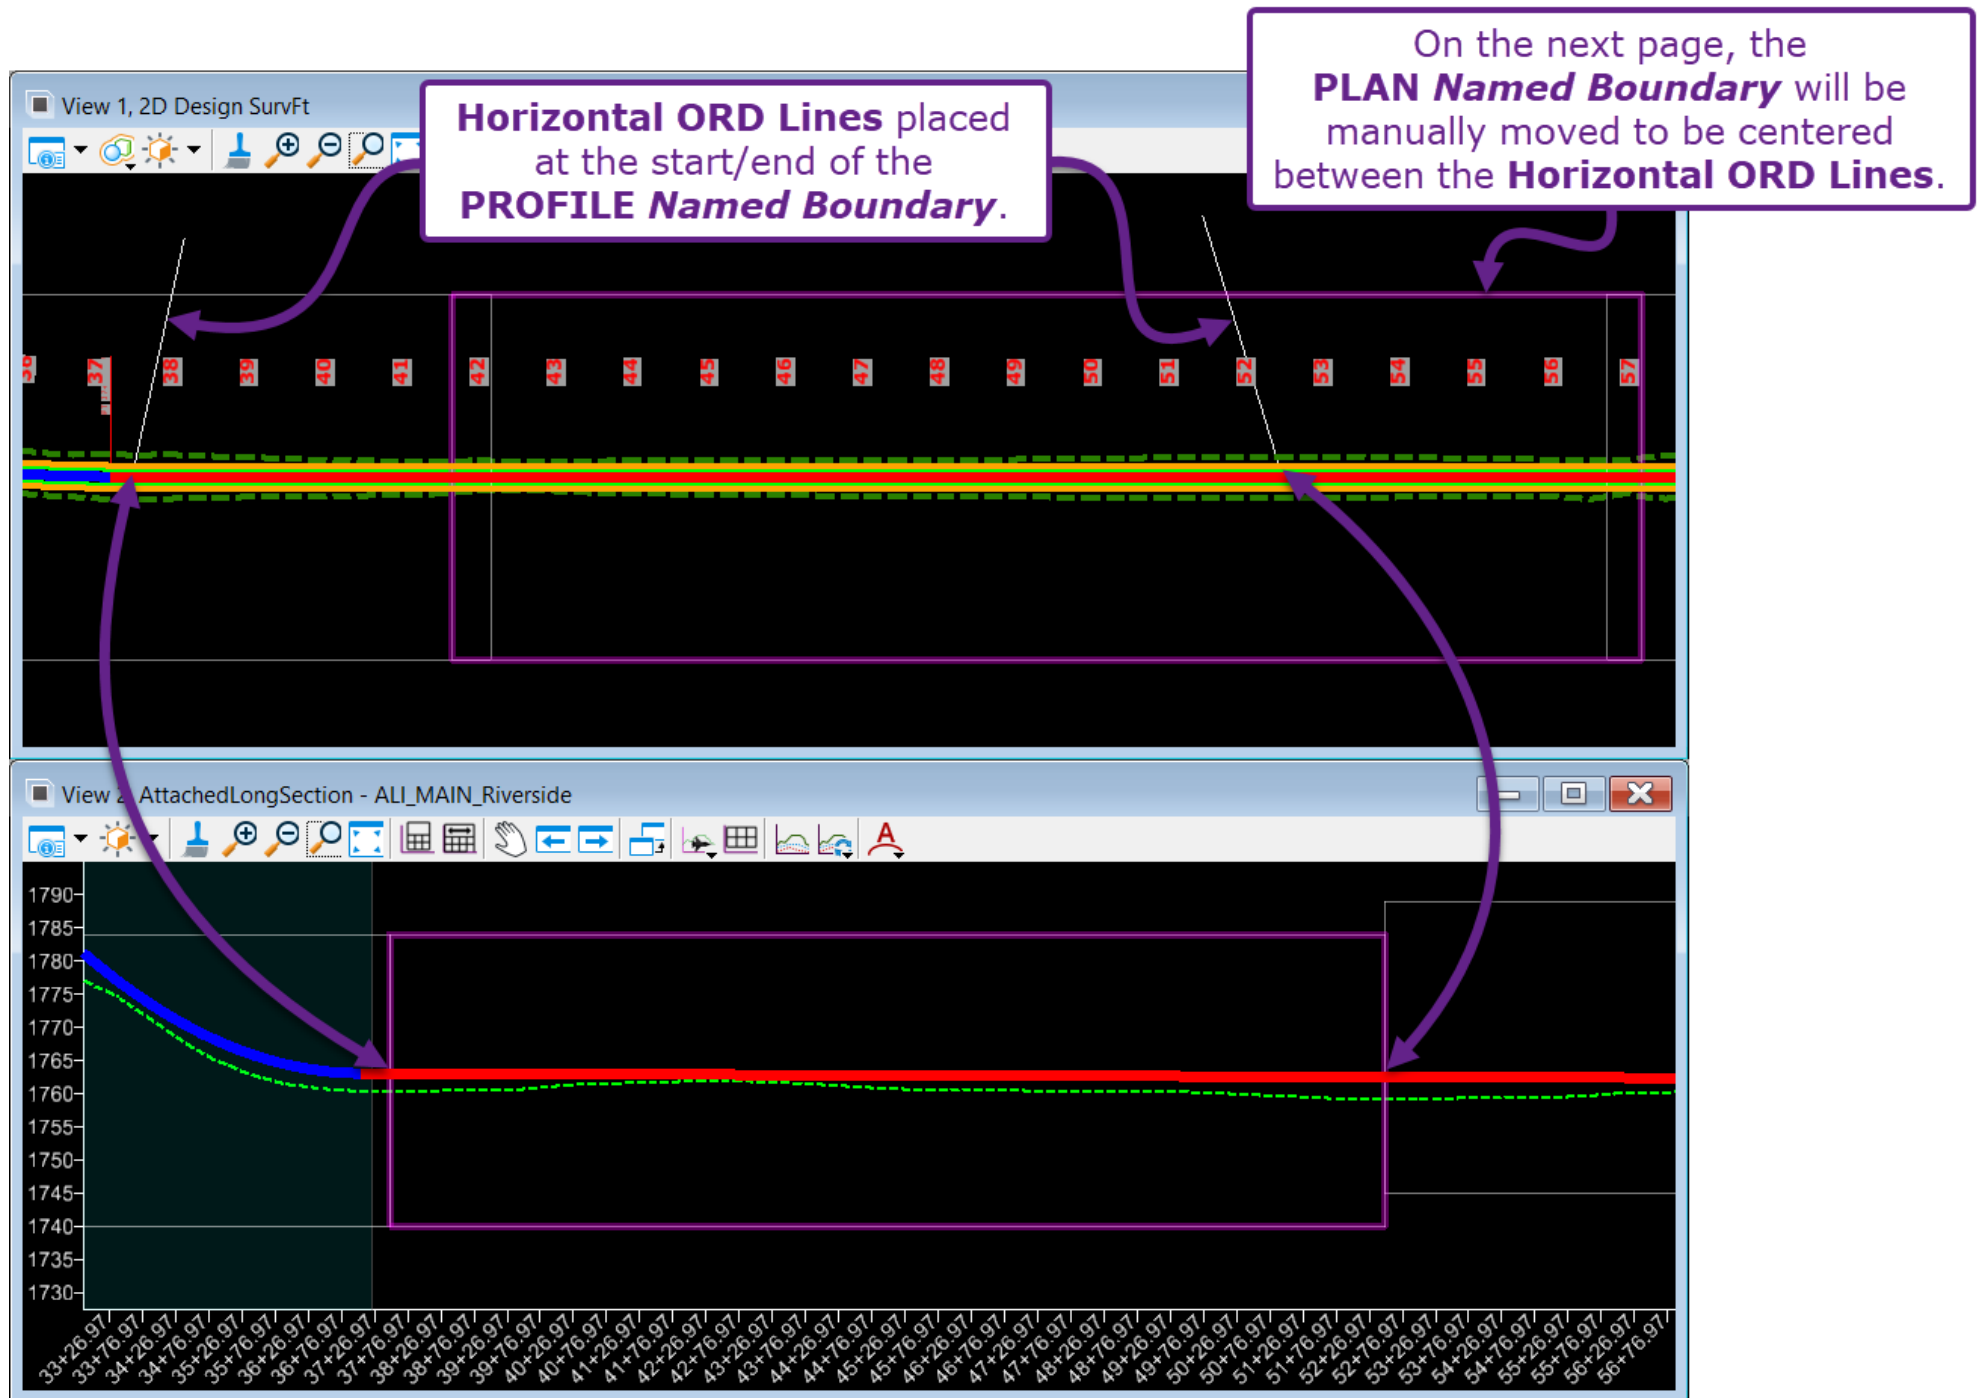 On the next page, the
PLAN Named Boundary will be
manually moved to be centered
between the Horizontal ORD Lines.
View 1, 2D Design SurvFt
Horizontal ORD Lines placed
at the start/end of the
PROFILE Named Boundary.
37 38 39 40 41 42 43 44 45 46 47 48 49 50 51 52 53 54 55 56 57
View 2, AttachedLongSection - ALI_MAIN_Riverside
1790
1785
1780
1775
1770
1765
1760
1755
1750
1745
1740
1735
1730
33+26.97 33+76.97 34+26.97 34+76.97 35+26.97 35+76.97 36+26.97 36+76.97 37+26.97 37+76.97 38+26.97 38+76.97 39+26.97 39+76.97 40+26.97 40+76.97 41+26.97 41+76.97 42+26.97 42+76.97 43+26.97 43+76.97 44+26.97 44+76.97 45+26.97 45+76.97 46+26.97 46+76.97 47+26.97 47+76.97 48+26.97 48+76.97 49+26.97 49+76.97 50+26.97 50+76.97 51+26.97 51+76.97 52+26.97 52+76.97 53+26.97 53+76.97 54+26.97 54+76.97 55+26.97 55+76.97 56+26.97 56+76.97